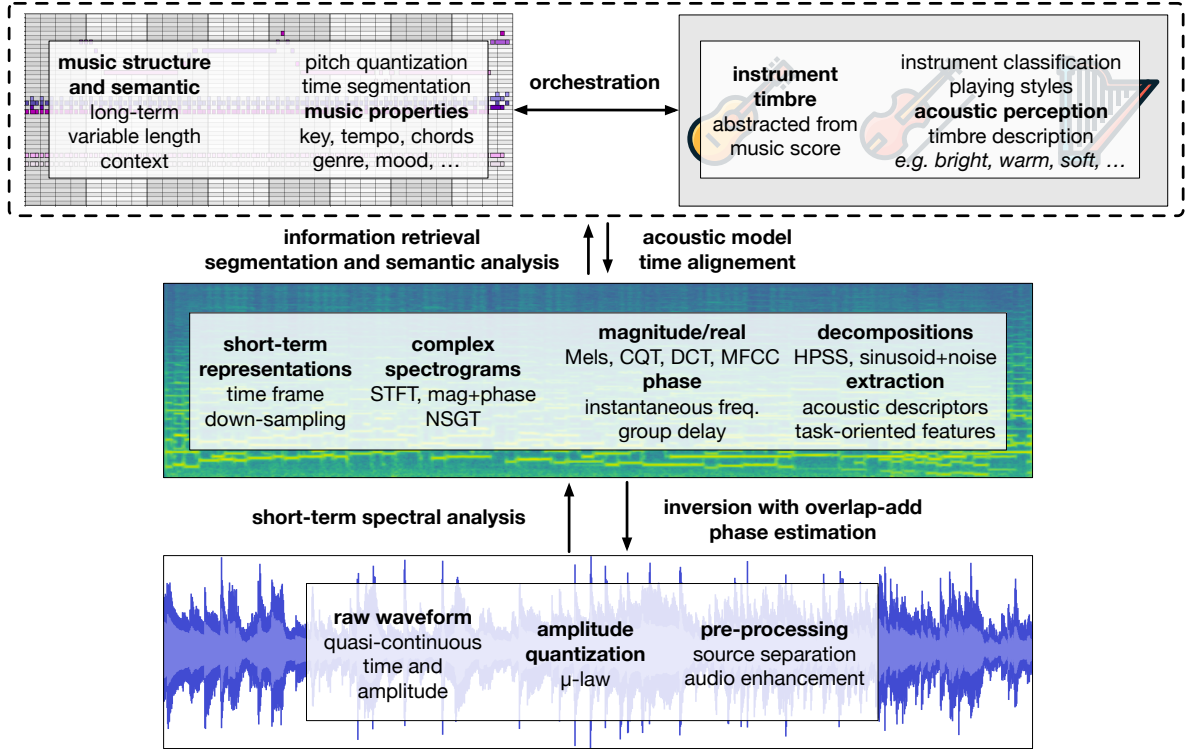 music structure
and semantic
long-term
variable length
context
pitch quantization
time segmentation
music properties
key, tempo, chords
genre, mood, …
orchestration
instrument
timbre
abstracted from
music score
instrument classification
playing styles
acoustic perception
timbre description
e.g. bright, warm, soft, …
information retrieval
segmentation and semantic analysis
acoustic model
time alignement
short-term
representations
time frame
down-sampling
complex
spectrograms
STFT, mag+phase
NSGT
magnitude/real
Mels, CQT, DCT, MFCC
phase
instantaneous freq.
group delay
decompositions
HPSS, sinusoid+noise
extraction
acoustic descriptors
task-oriented features
short-term spectral analysis
inversion with overlap-add
phase estimation
raw waveform
quasi-continuous
time and
amplitude
amplitude
quantization
μ-law
pre-processing
source separation
audio enhancement